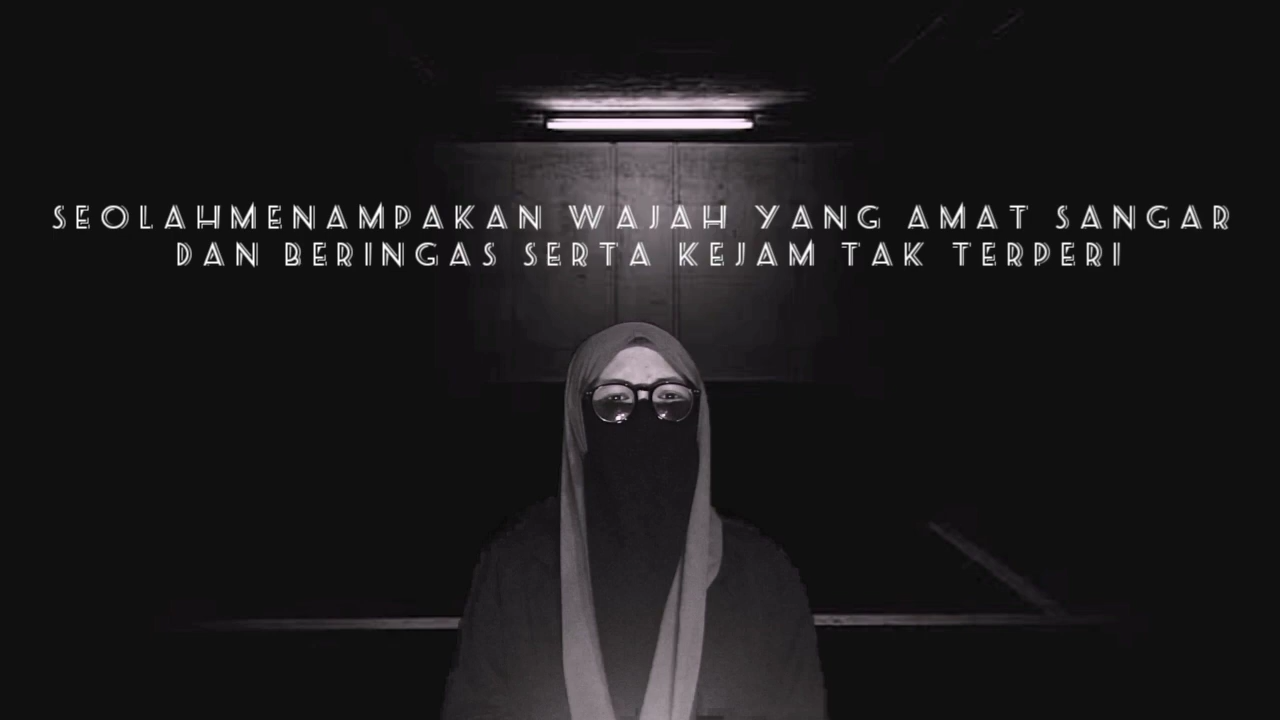 SEOLAHMENAMPAKAN WAJAH YANG AMAT SANGAR
DAN BERINGAS SERTA KEJAM TAK TERPERI